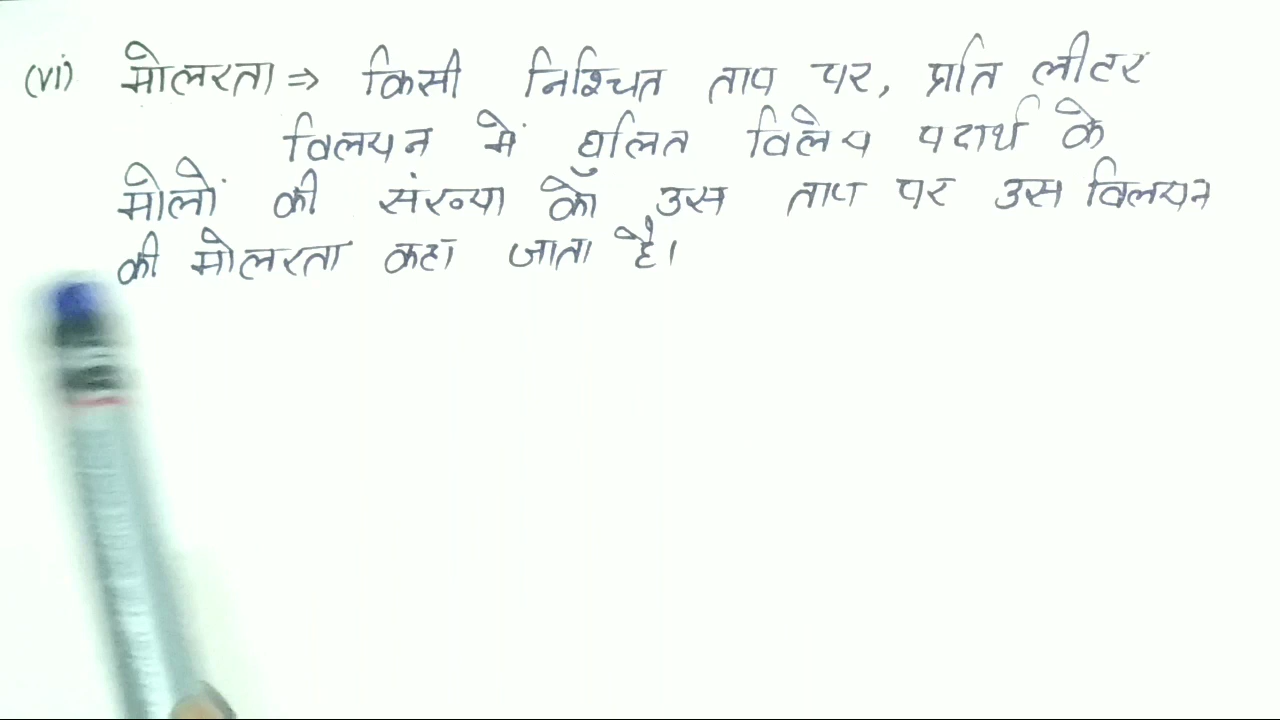 (vi) मोलरता ⇒ किसी निश्चित ताप पर, प्रति लीटर
विलयन में घुलित विलेय पदार्थ के
मोलों की संख्या को उस ताप पर उस विलयन
की मोलरता कहा जाता है।